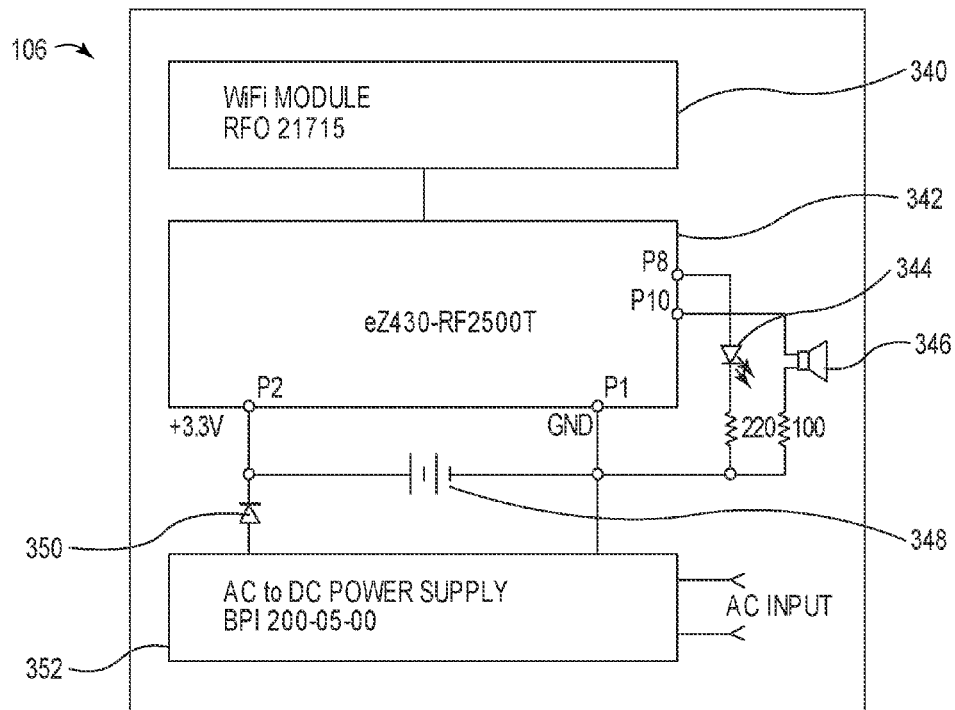 106
WiFi MODULE
RFO 21715
340
342
P8
344
P10
eZ430-RF2500T
346
P2
P1
+3.3V
GND
220
100
350
348
AC to DC POWER SUPPLY
BPI 200-05-00
AC INPUT
352